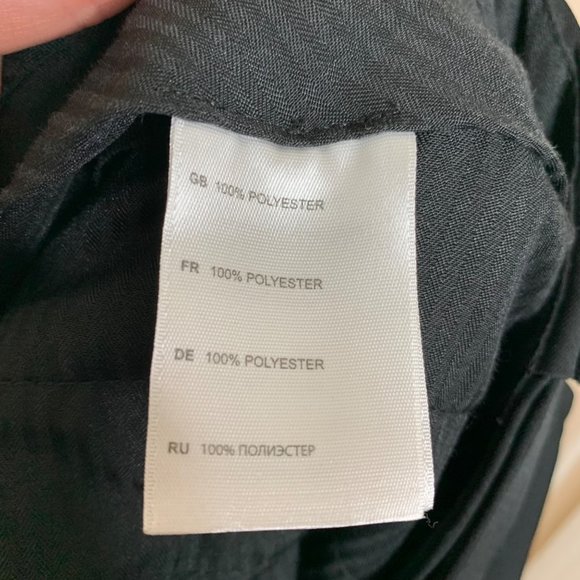 GB 100% POLYESTER
FR 100% POLYESTER
DE 100% POLYESTER
RU 100% ПОЛИЭСТЕР